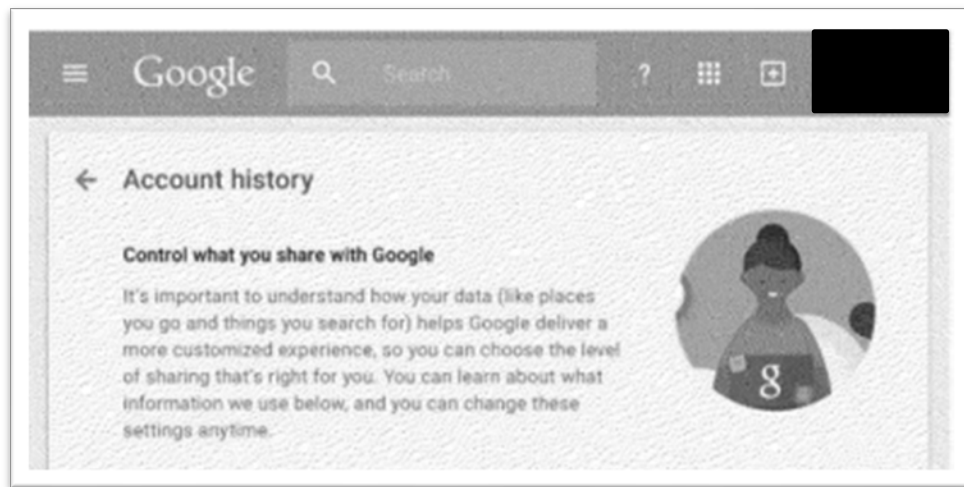 Google Search ?
Account history
Control what you share with Google
It's important to understand how your data (like places
you go and things you search for) helps Google deliver a
more customized experience, so you can choose the level
of sharing that's right for you. You can learn about what
information we use below, and you can change these
settings anytime.
g